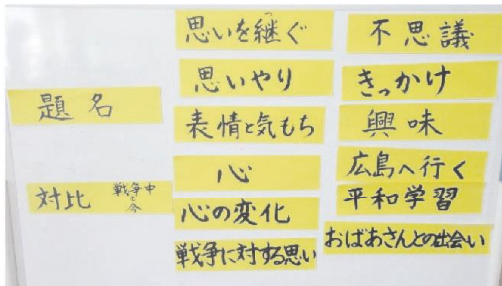 題名
対比 戦争中と今
思いを継ぐ
思いやり
表情と気もち
心
心の変化
戦争に対する思い
不思議
きっかけ
興味
広島へ行く
平和学習
おばあさんとの出会い